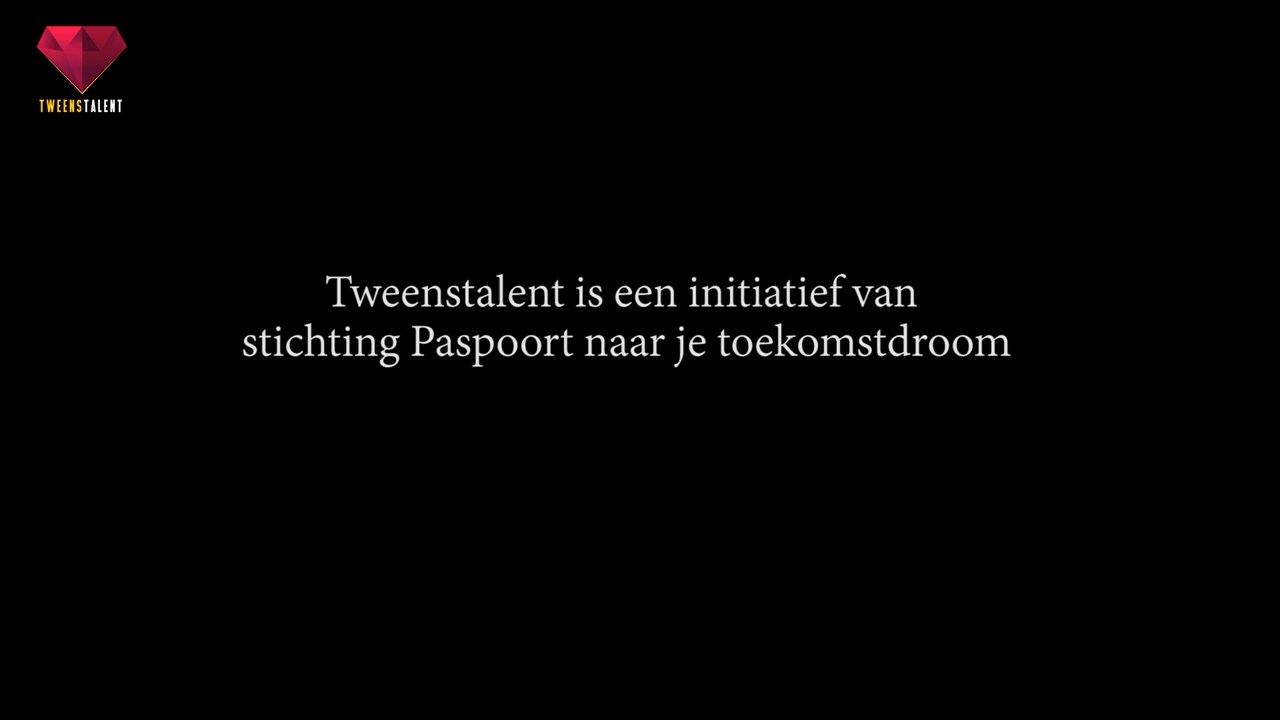 TWEENSTALENT
Tweenstalent is een initiatief van
stichting Paspoort naar je toekomstdroom